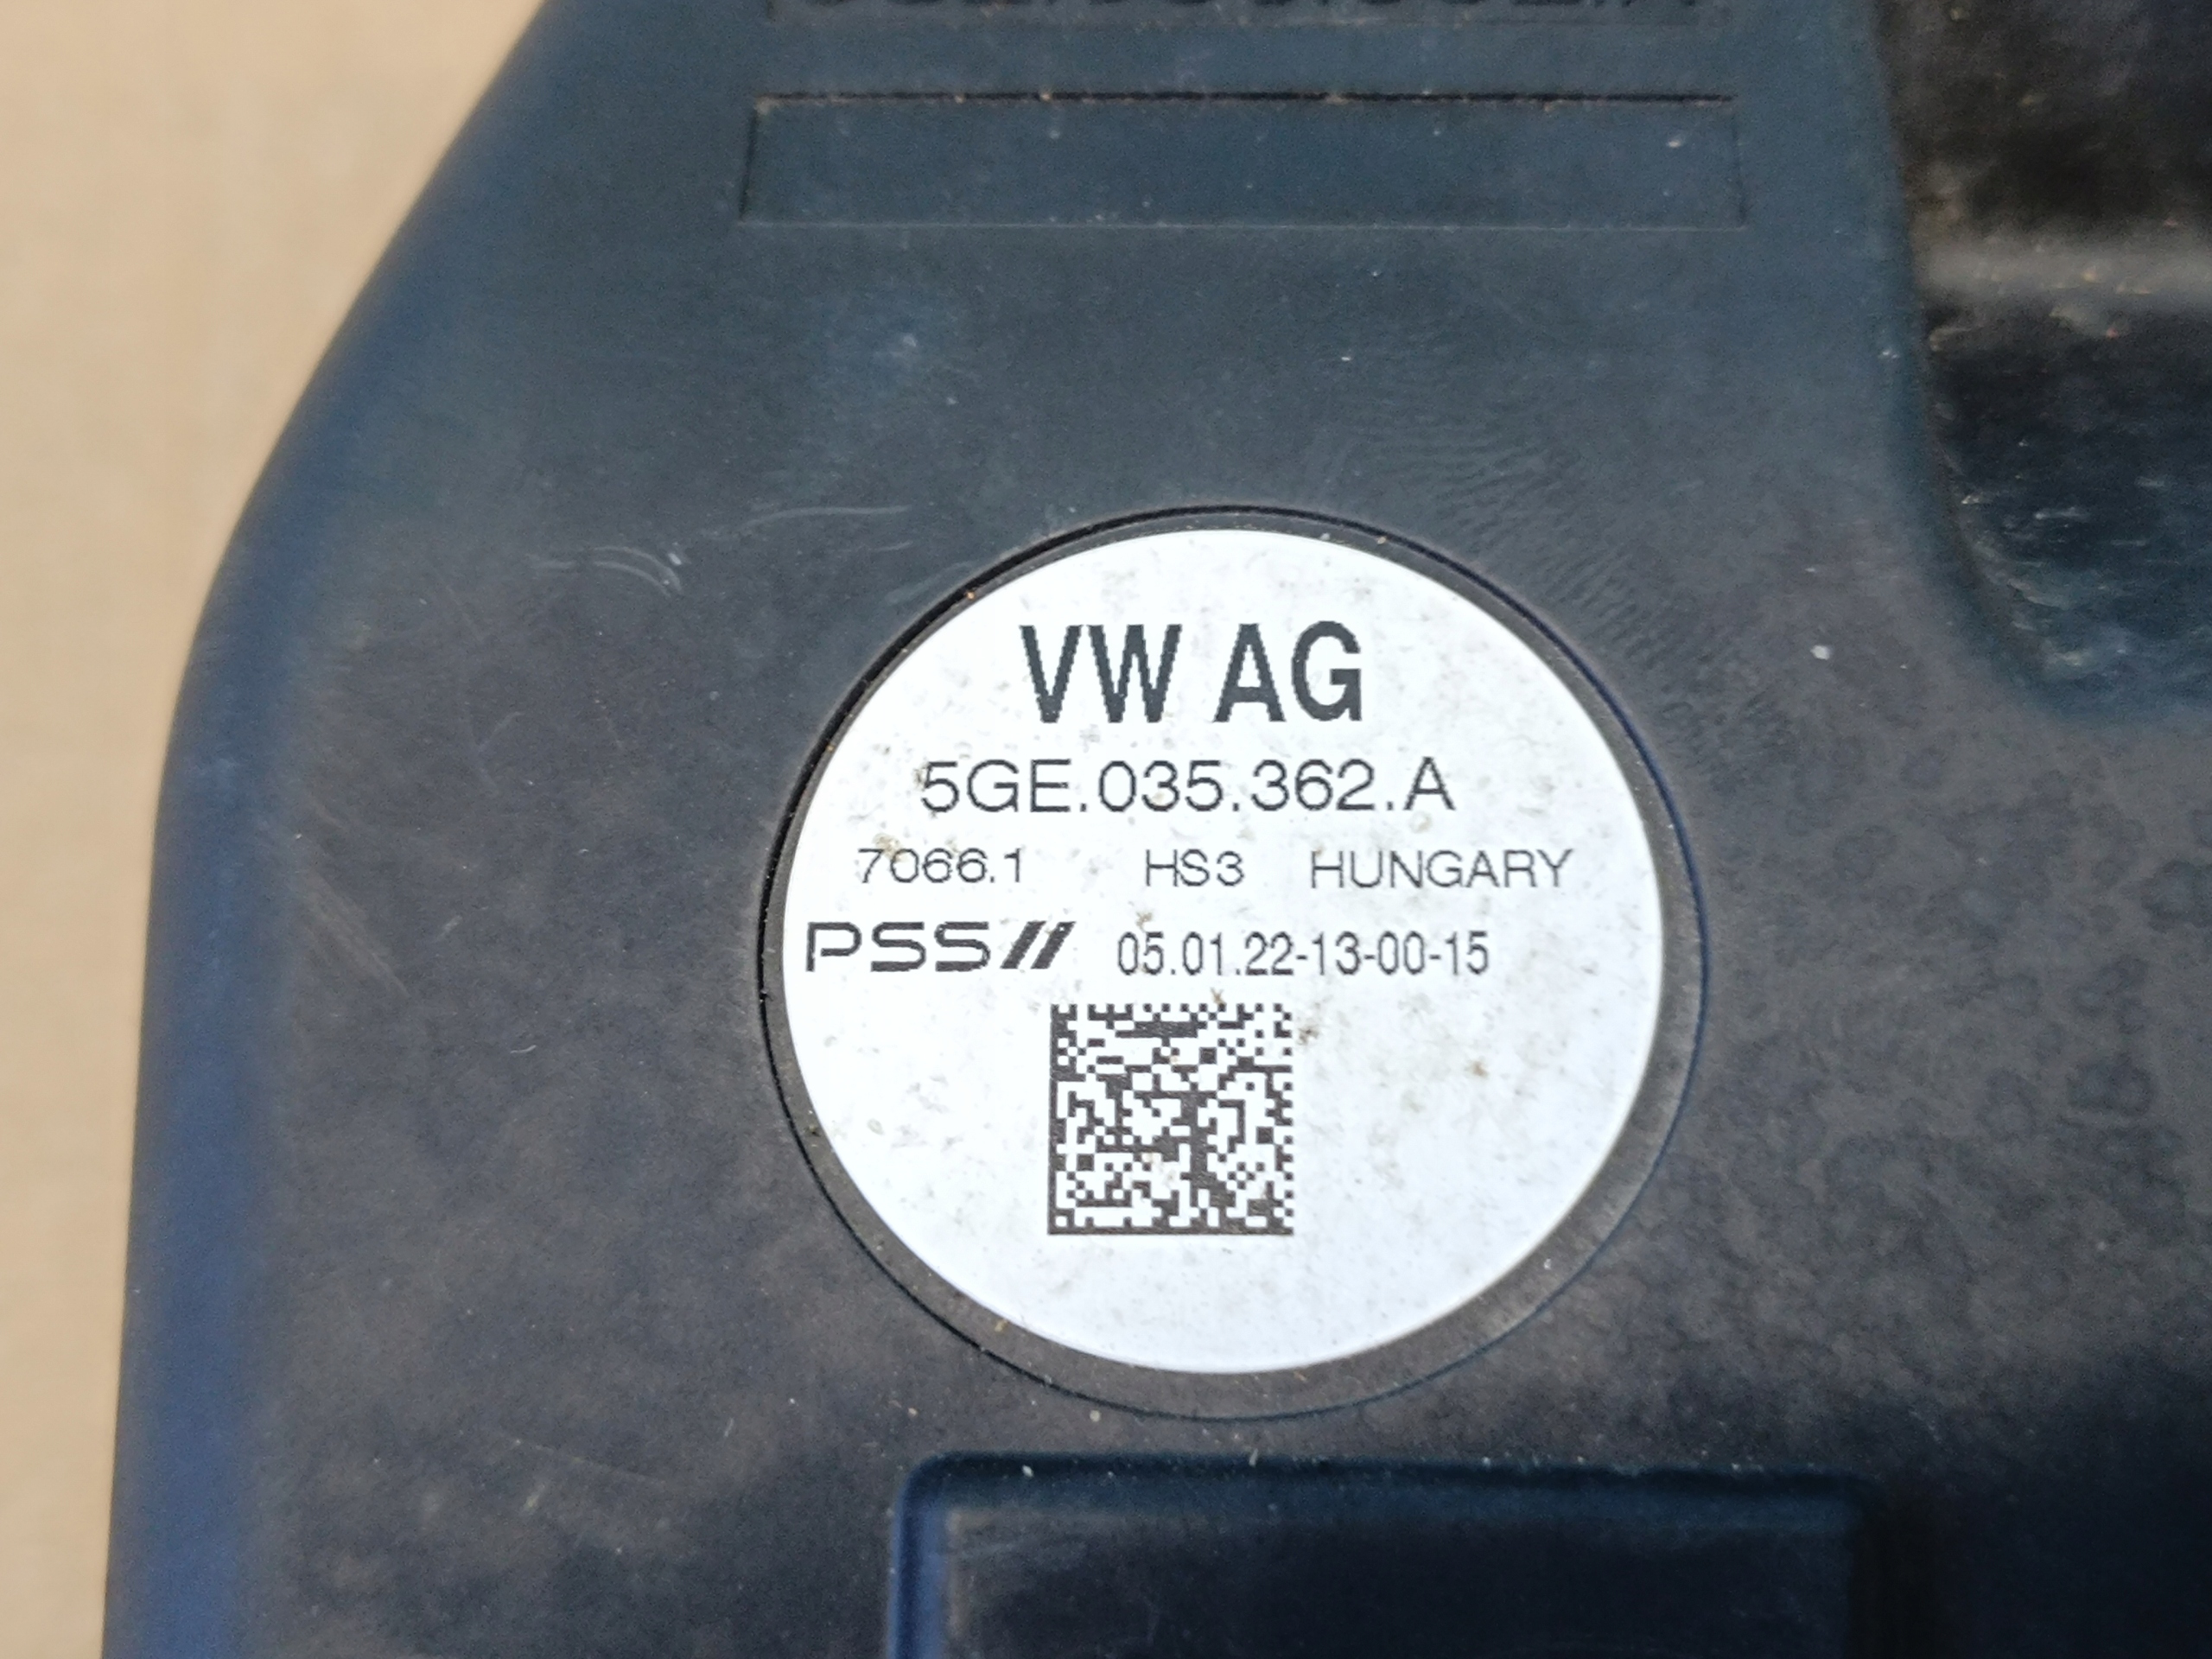 VW AG
5GE.035.362.A
7066.1 HS3 HUNGARY
PSS 05.01.22-13-00-15